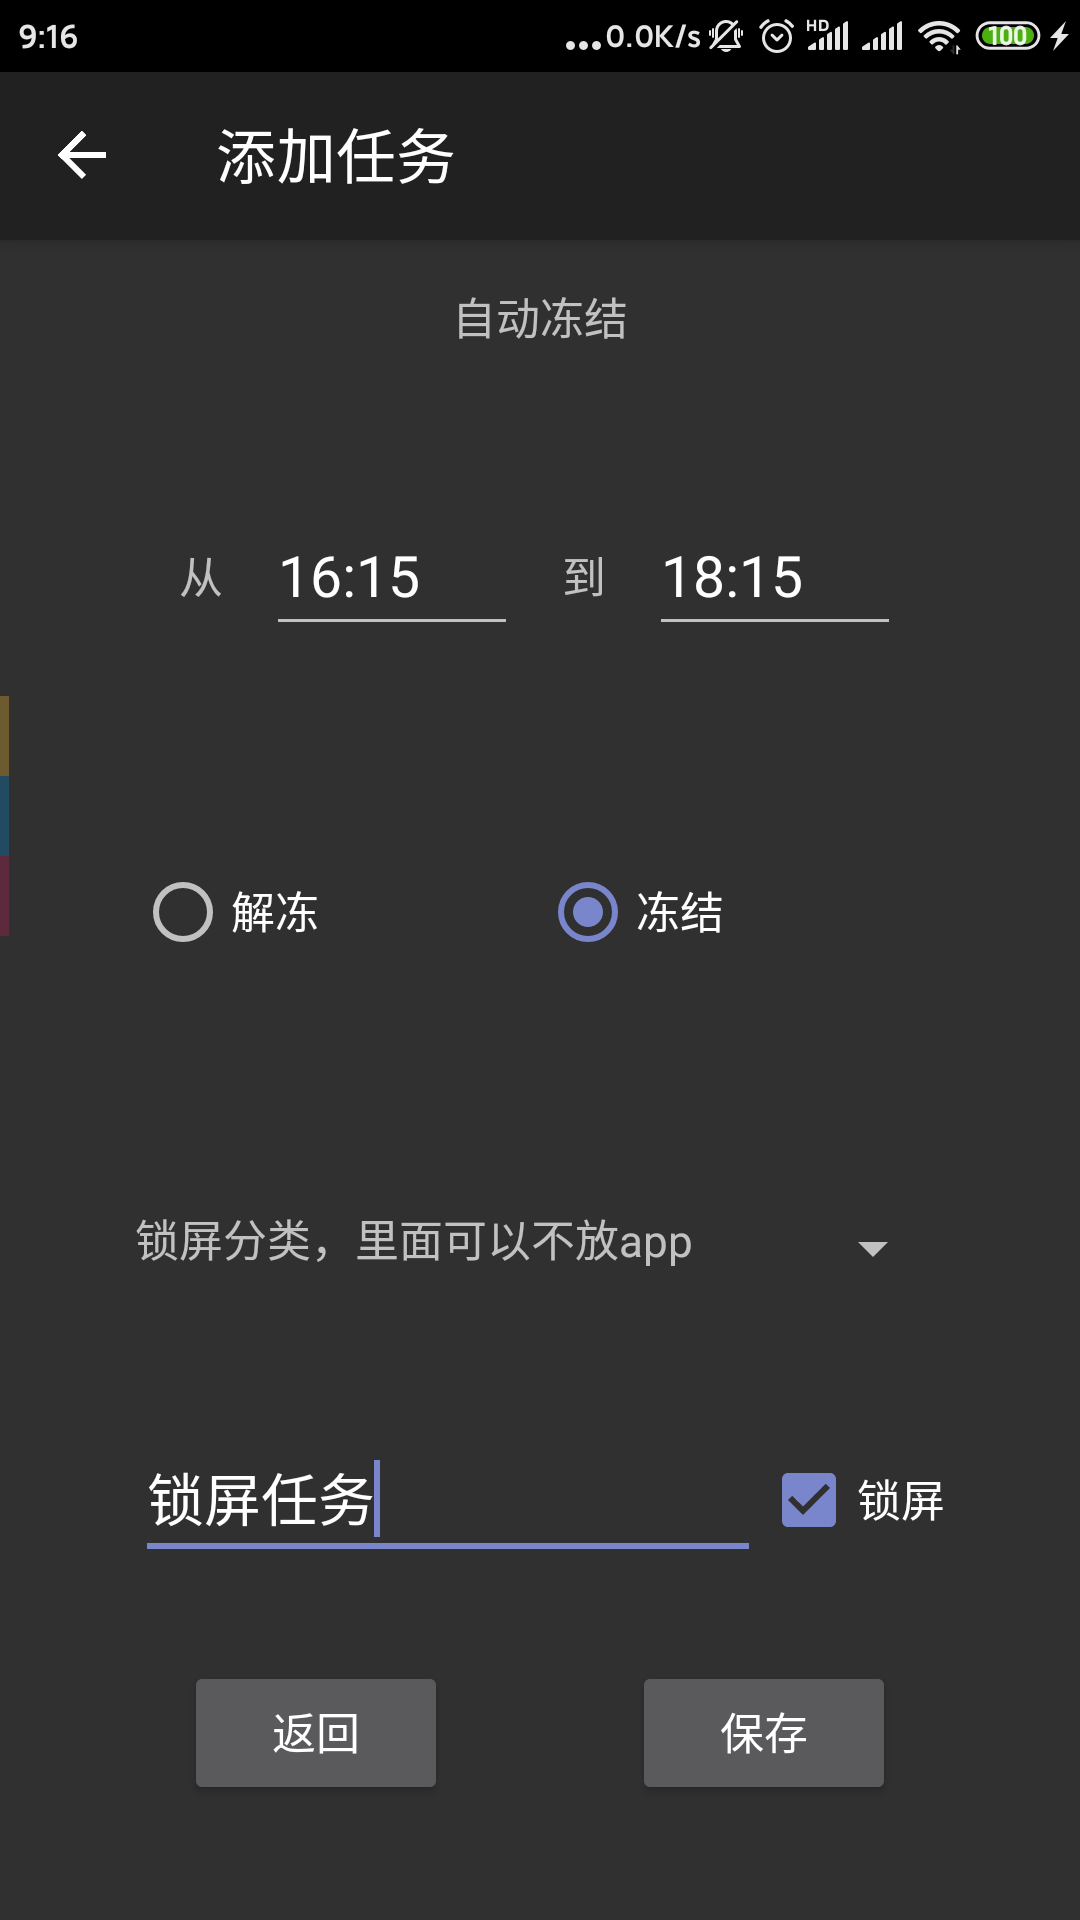 9:16 ...0.0K/s HD 100
添加任务
自动冻结
从 16:15 到 18:15
解冻 冻结
锁屏分类，里面可以不放app
锁屏任务 锁屏
返回 保存